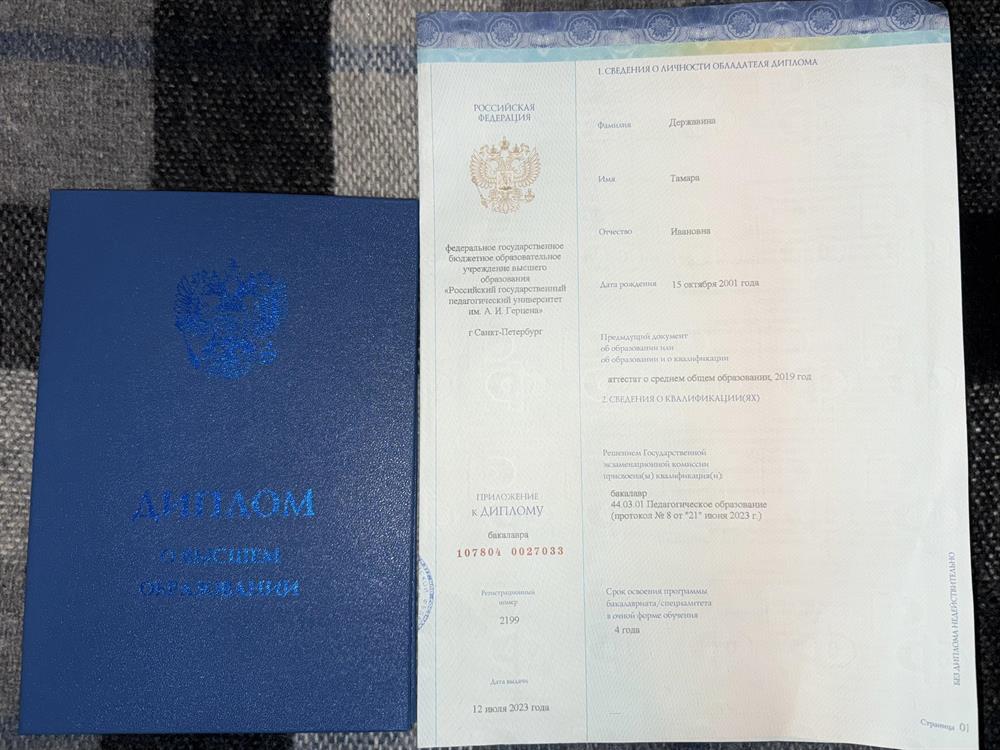 ДИПЛОМ
О ВЫСШЕМ
ОБРАЗОВАНИИ
РОССИЙСКАЯ
ФЕДЕРАЦИЯ
федеральное государственное
бюджетное образовательное
учреждение высшего
образования
«Российский государственный
педагогический университет
им. А. И. Герцена»
г Санкт-Петербург
ПРИЛОЖЕНИЕ
к ДИПЛОМУ
бакалавра
107804 0027033
Регистрационный
номер
2199
Дата выдачи
12 июля 2023 года
1. СВЕДЕНИЯ О ЛИЧНОСТИ ОБЛАДАТЕЛЯ ДИПЛОМА
Фамилия Державина
Имя Тамара
Отчество Ивановна
Дата рождения 15 октября 2001 года
Предыдущий документ
об образовании или
об образовании и о квалификации
аттестат о среднем общем образовании, 2019 год
2. СВЕДЕНИЯ О КВАЛИФИКАЦИИ(ЯХ)
Решением Государственной
экзаменационной комиссии
присвоена(ы) квалификация(и):
бакалавр
44.03.01 Педагогическое образование
(протокол № 8 от "21" июня 2023 г.)
Срок освоения программы
бакалавриата/специалитета
в очной форме обучения
4 года
БЕЗ ДИПЛОМА НЕДЕЙСТВИТЕЛЬНО
Страница 01